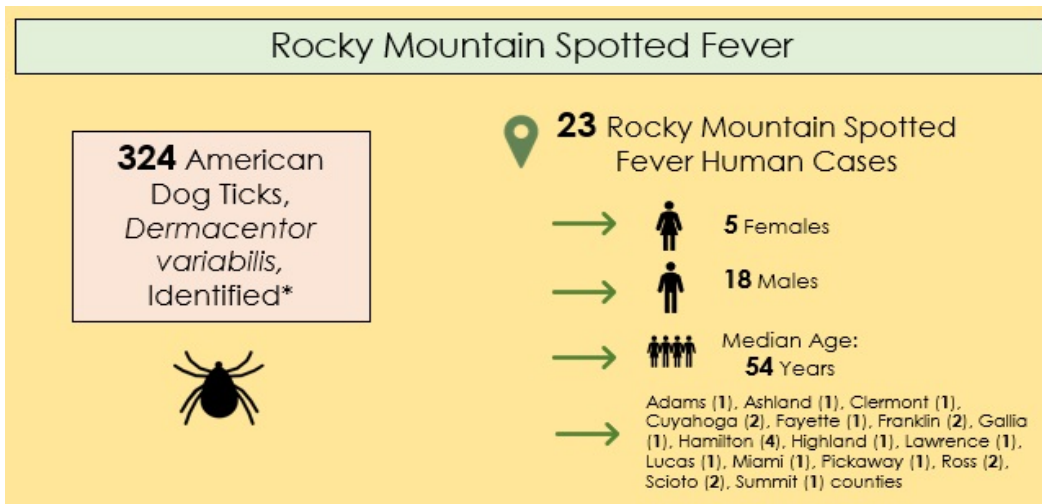 Rocky Mountain Spotted Fever
324 American
Dog Ticks,
Dermacentor
variabilis,
Identified*
23 Rocky Mountain Spotted
Fever Human Cases
5 Females
18 Males
Median Age:
54 Years
Adams (1), Ashland (1), Clermont (1),
Cuyahoga (2), Fayette (1), Franklin (2), Gallia
(1), Hamilton (4), Highland (1), Lawrence (1),
Lucas (1), Miami (1), Pickaway (1), Ross (2),
Scioto (2), Summit (1) counties